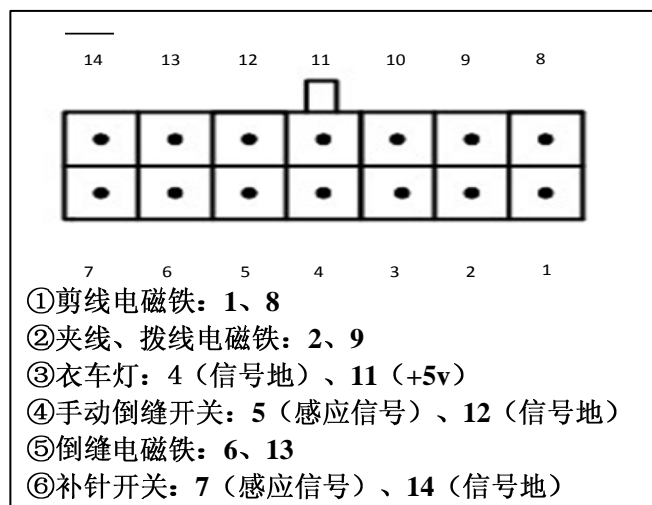 14 13 12 11 10 9 8
7 6 5 4 3 2 1
①剪线电磁铁：1、8
②夹线、拨线电磁铁：2、9
③衣车灯：4（信号地）、11（+5v）
④手动倒缝开关：5（感应信号）、12（信号地）
⑤倒缝电磁铁：6、13
⑥补针开关：7（感应信号）、14（信号地）